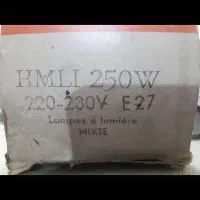 HMLI 250W
220-230V E27
Lampes à lumière
MIXTE